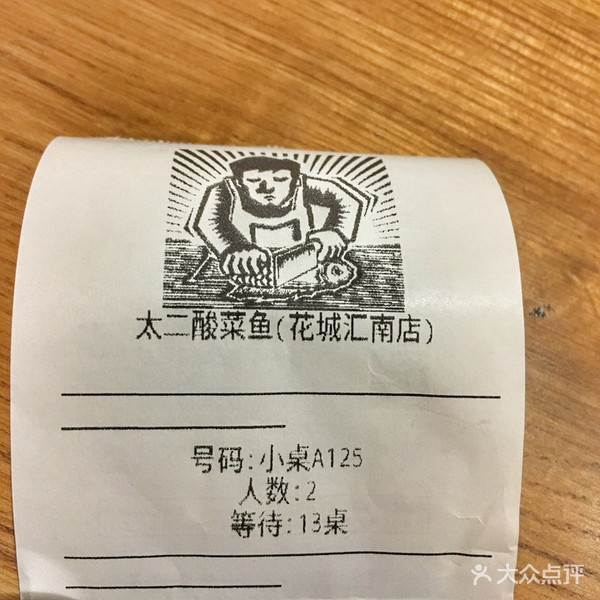 太二酸菜鱼(花城汇南店)
号码:小桌A125
人数:2
等待:13桌
大众点评